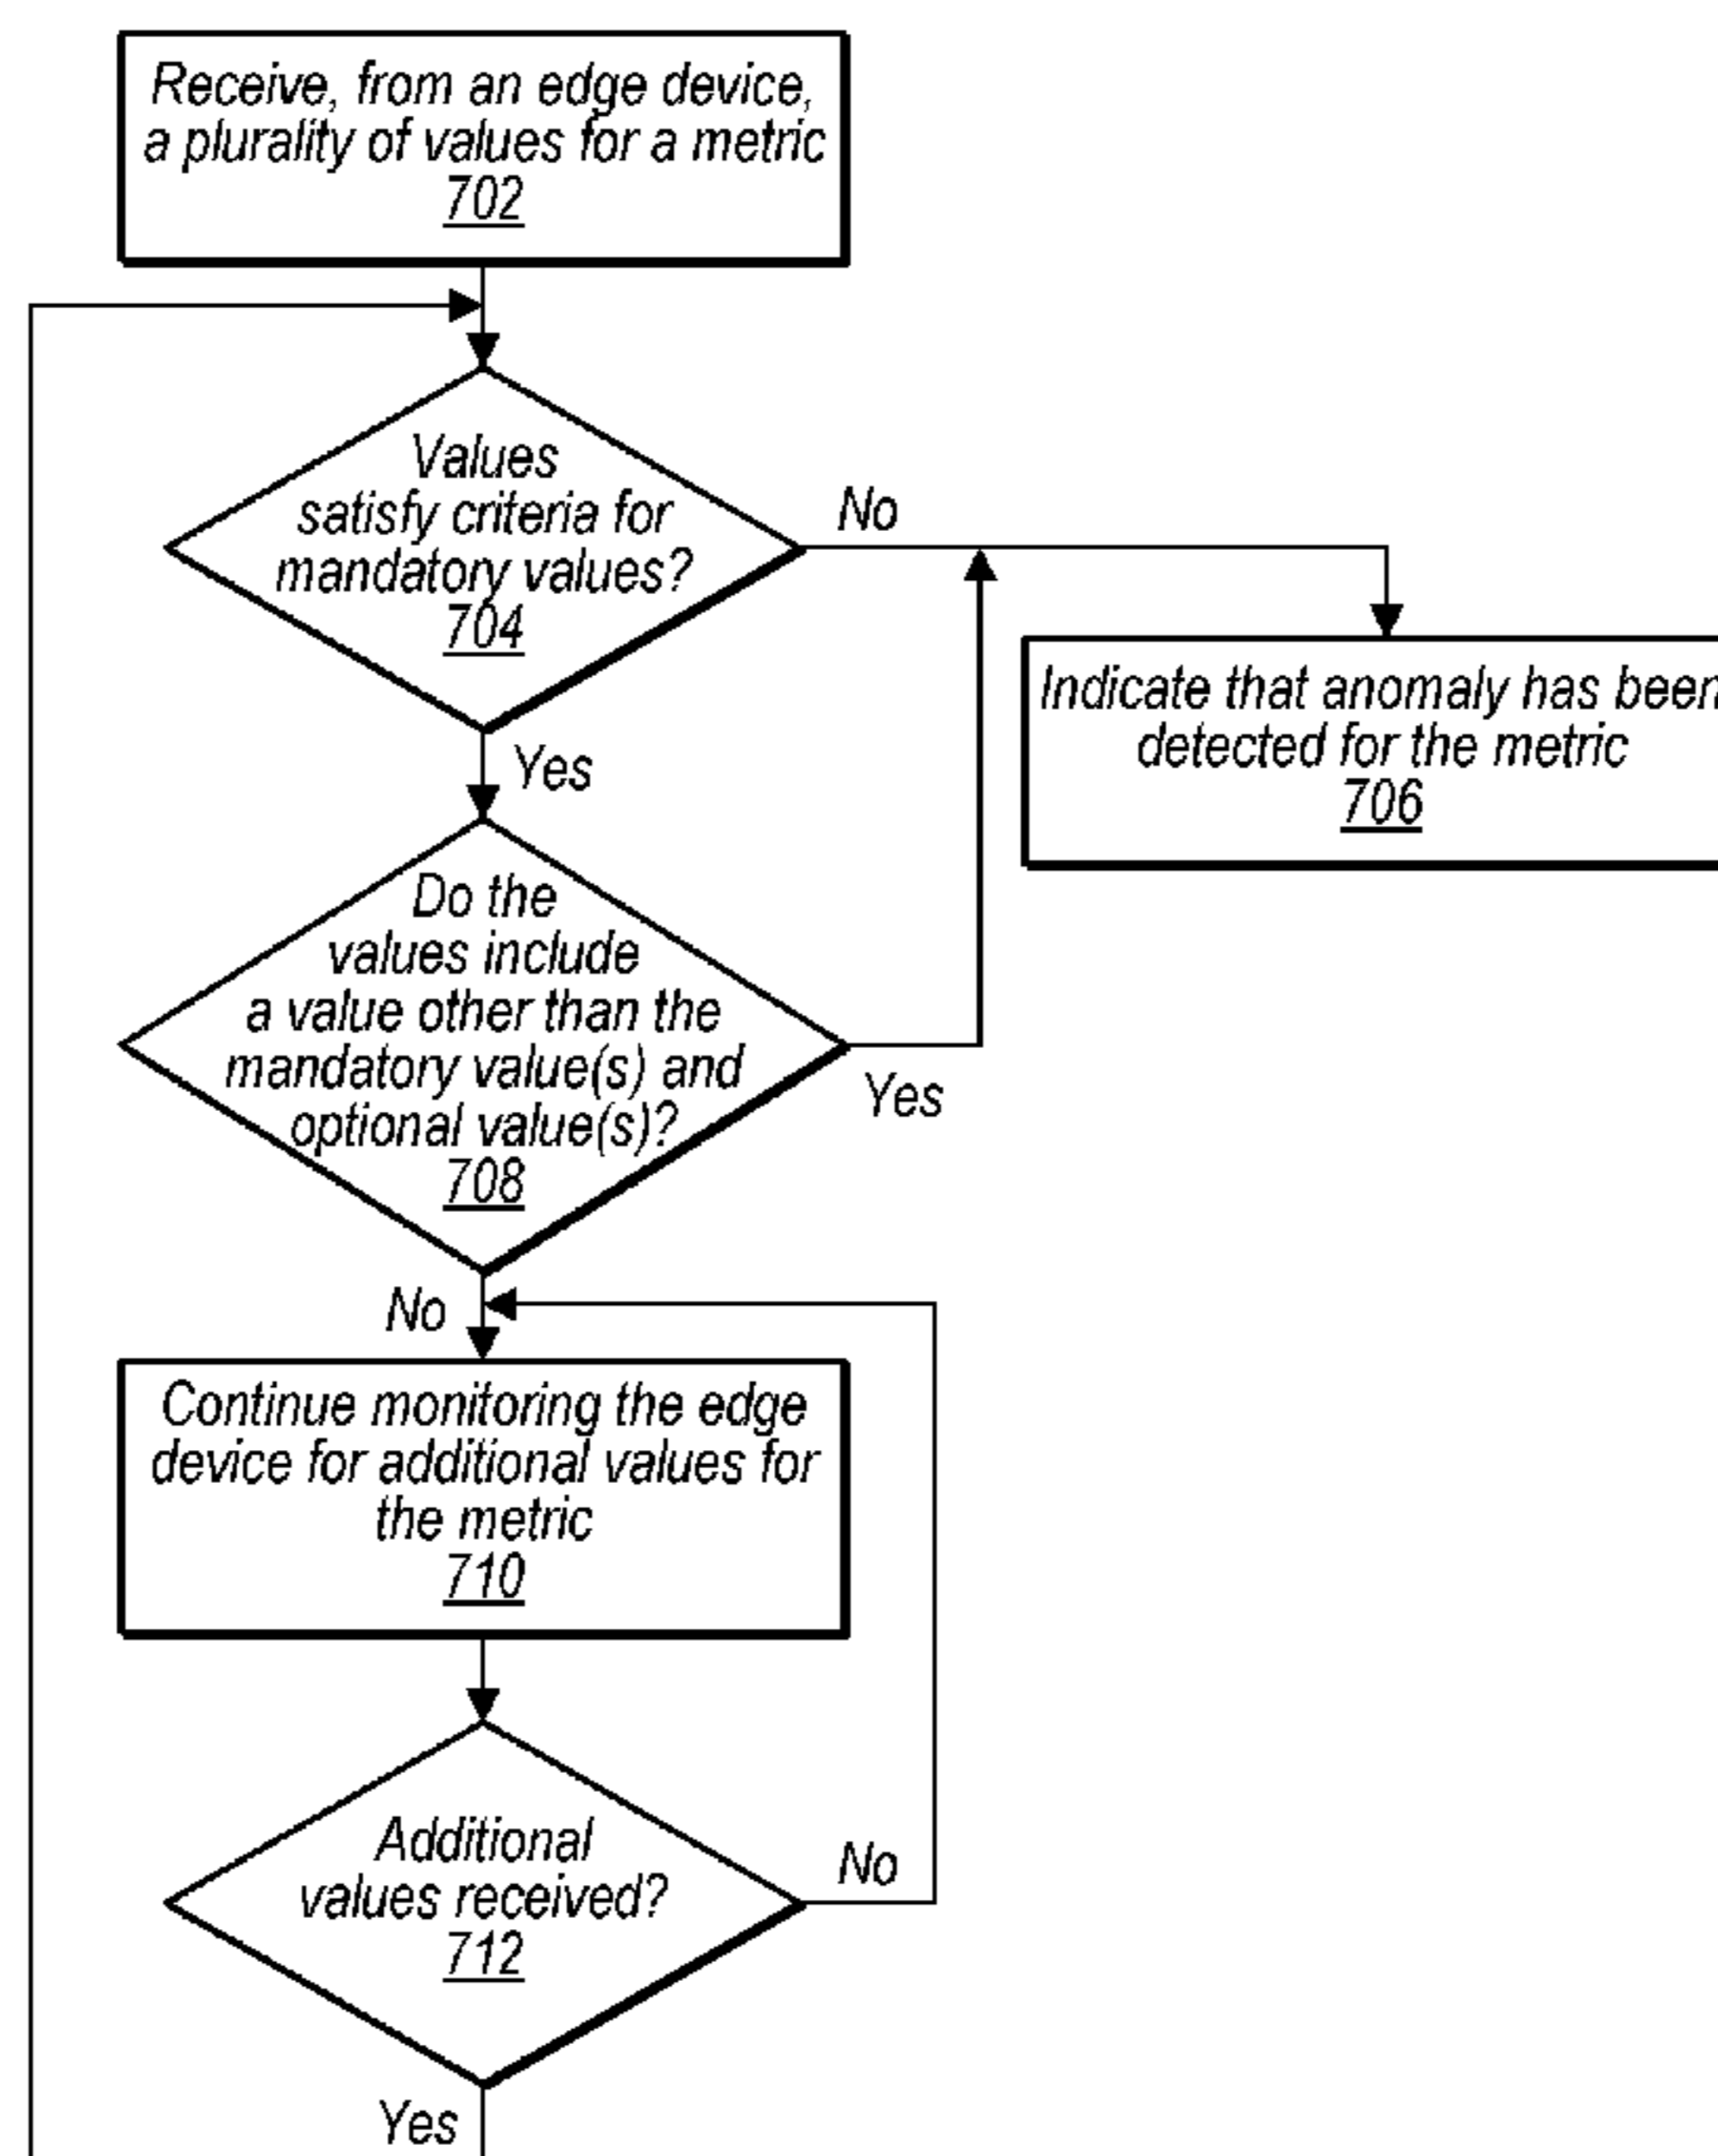 Receive, from an edge device,
a plurality of values for a metric
702
Values
satisfy criteria for
mandatory values?
704
No
Indicate that anomaly has been
detected for the metric
706
Yes
Do the
values include
a value other than the
mandatory value(s) and
optional value(s)?
708
Yes
No
Continue monitoring the edge
device for additional values for
the metric
710
Additional
values received?
712
No
Yes